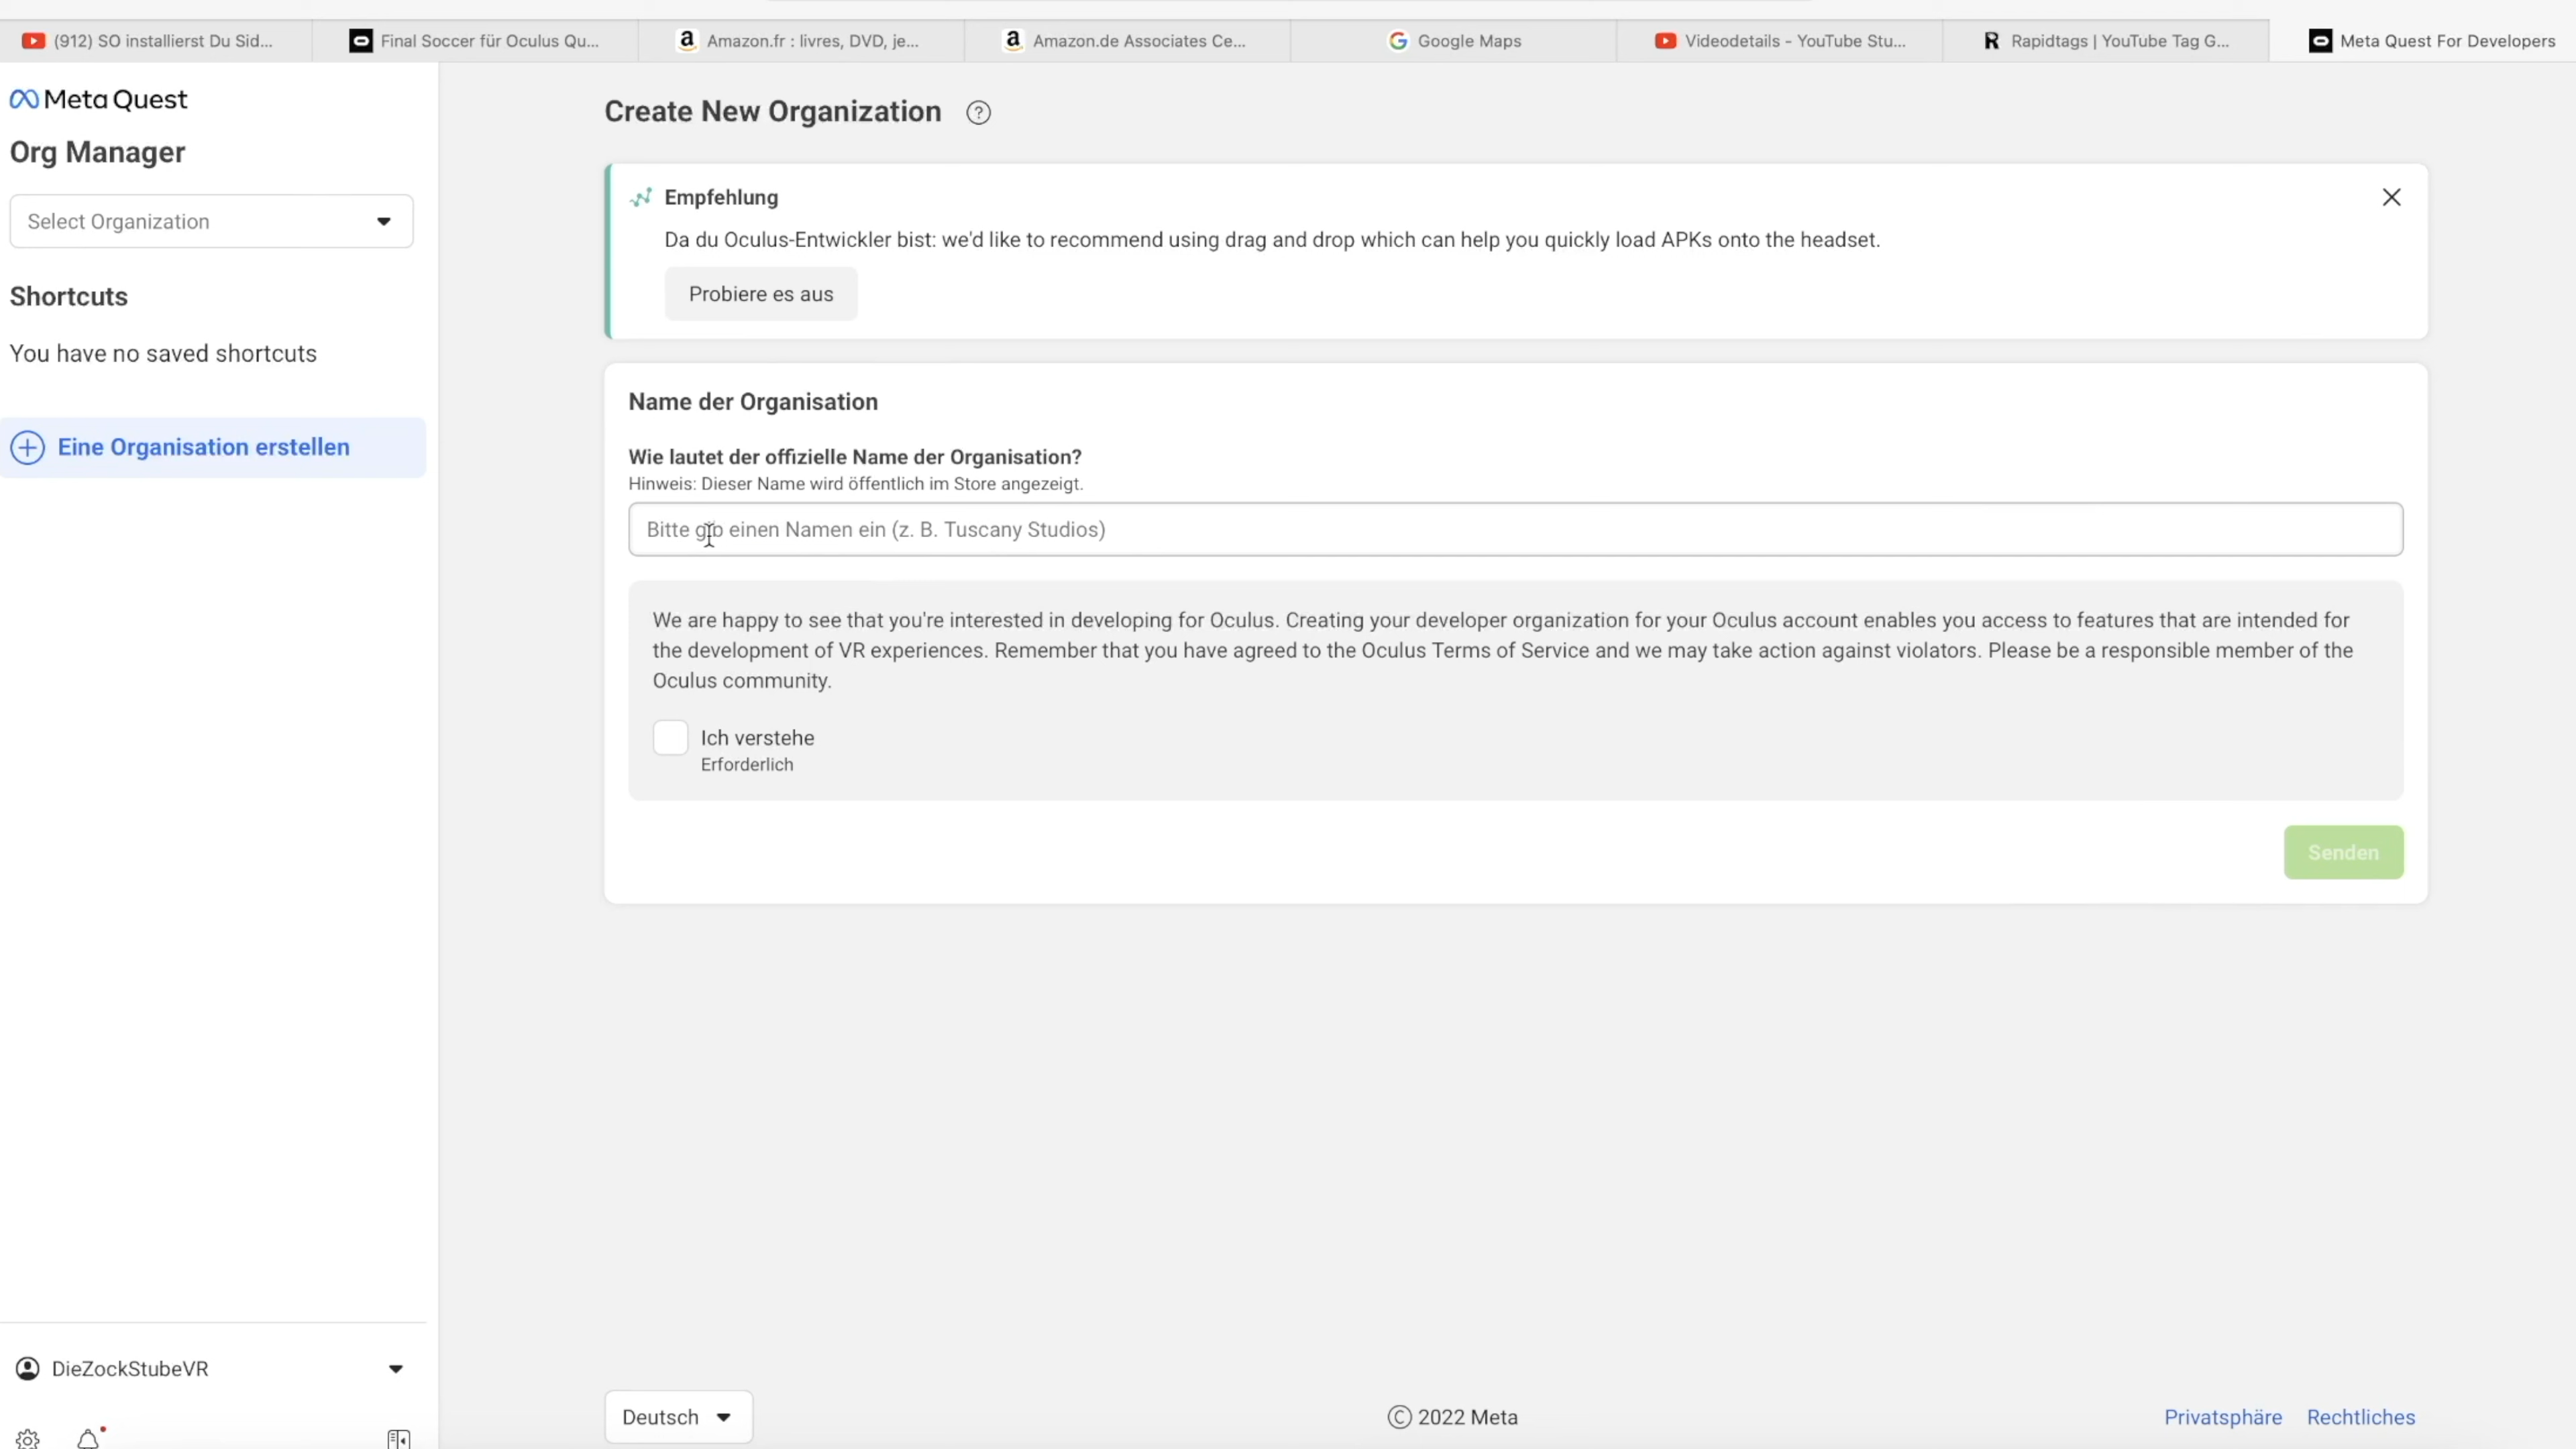 (912) SO installierst Du Sid...
Final Soccer für Oculus Qu...
Amazon.fr : livres, DVD, je...
Amazon.de Associates Ce...
Google Maps
Videodetails - YouTube Stu...
Rapidtags | YouTube Tag G...
Meta Quest For Developers
Meta Quest
Org Manager
Select Organization
Shortcuts
You have no saved shortcuts
Eine Organisation erstellen
DieZockStubeVR
Create New Organization
Empfehlung
Da du Oculus-Entwickler bist: we'd like to recommend using drag and drop which can help you quickly load APKs onto the headset.
Probiere es aus
Name der Organisation
Wie lautet der offizielle Name der Organisation?
Hinweis: Dieser Name wird öffentlich im Store angezeigt.
Bitte gib einen Namen ein (z. B. Tuscany Studios)
We are happy to see that you're interested in developing for Oculus. Creating your developer organization for your Oculus account enables you access to features that are intended for
the development of VR experiences. Remember that you have agreed to the Oculus Terms of Service and we may take action against violators. Please be a responsible member of the
Oculus community.
Ich verstehe
Erforderlich
Senden
Deutsch
© 2022 Meta
Privatsphäre
Rechtliches